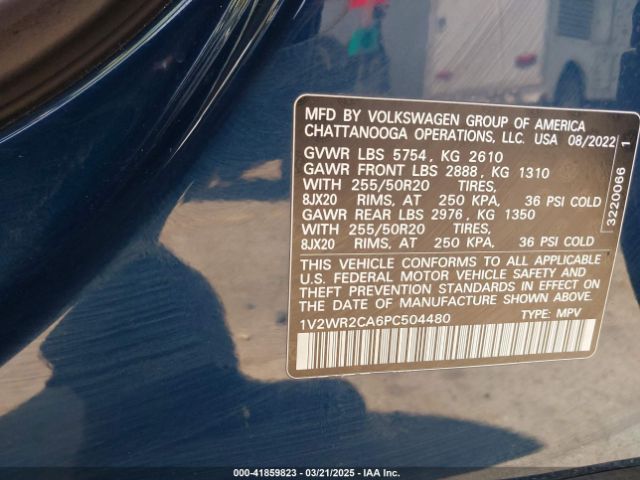 MFD BY VOLKSWAGEN GROUP OF AMERICA
CHATTANOOGA OPERATIONS, LLC. USA 08/2022
GVWR LBS 5754, KG 2610
GAWR FRONT LBS 2888, KG 1310
WITH 255/50R20 TIRES,
8JX20 RIMS, AT 250 KPA, 36 PSI COLD
GAWR REAR LBS 2976, KG 1350
WITH 255/50R20 TIRES,
8JX20 RIMS, AT 250 KPA, 36 PSI COLD
THIS VEHICLE CONFORMS TO ALL APPLICABLE
U.S. FEDERAL MOTOR VEHICLE SAFETY AND
THEFT PREVENTION STANDARDS IN EFFECT ON
THE DATE OF MANUFACTURE SHOWN ABOVE.
1V2WR2CA6PC504480 TYPE: MPV
3220066 1
000-41859823 - 03/21/2025 - IAA Inc.